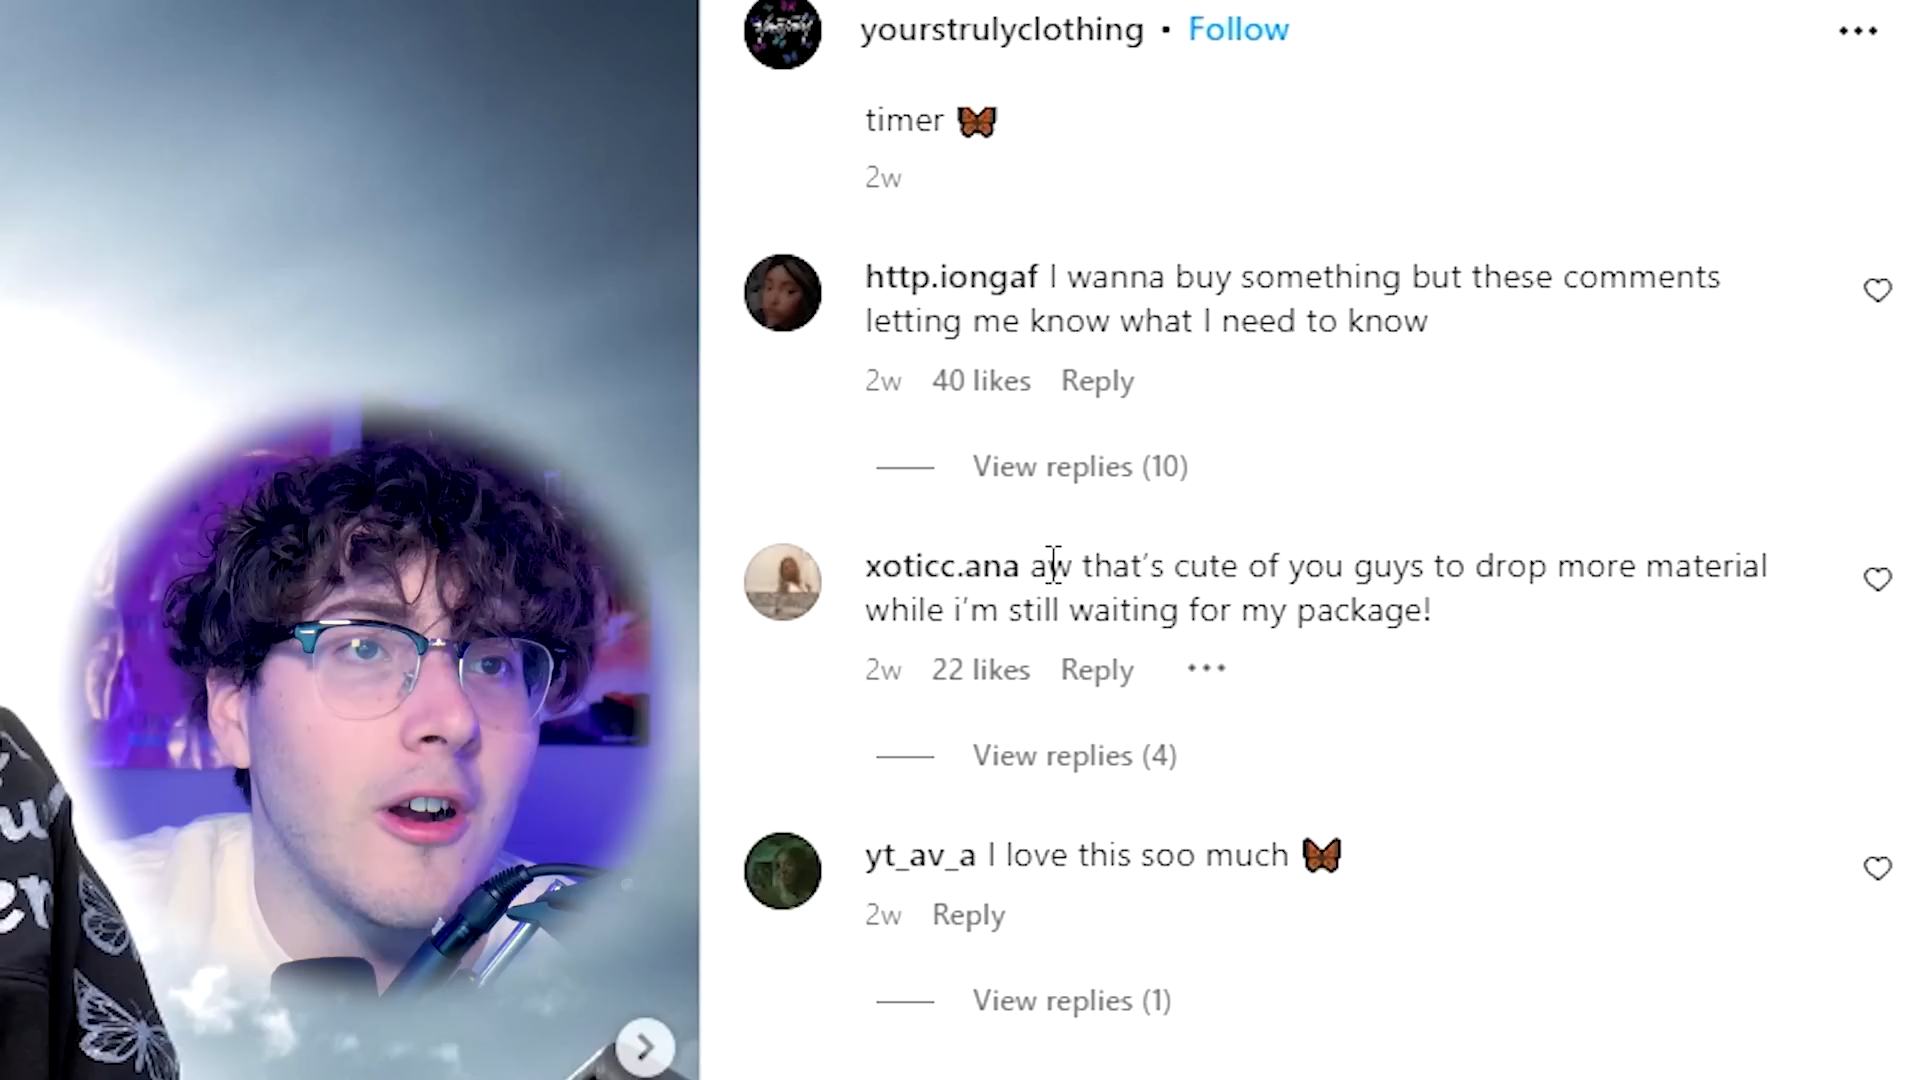 yourstrulyclothing • Follow
timer 🦋
2w
http.iongaf I wanna buy something but these comments
letting me know what I need to know
2w 40 likes Reply
View replies (10)
xoticc.ana aw that's cute of you guys to drop more material
while i'm still waiting for my package!
2w 22 likes Reply
View replies (4)
yt_av_a I love this soo much 🦋
2w Reply
View replies (1)